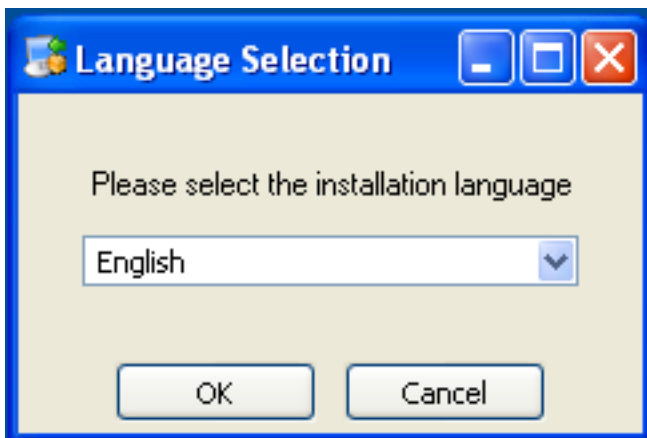 Language Selection
Please select the installation language
English
OK
Cancel